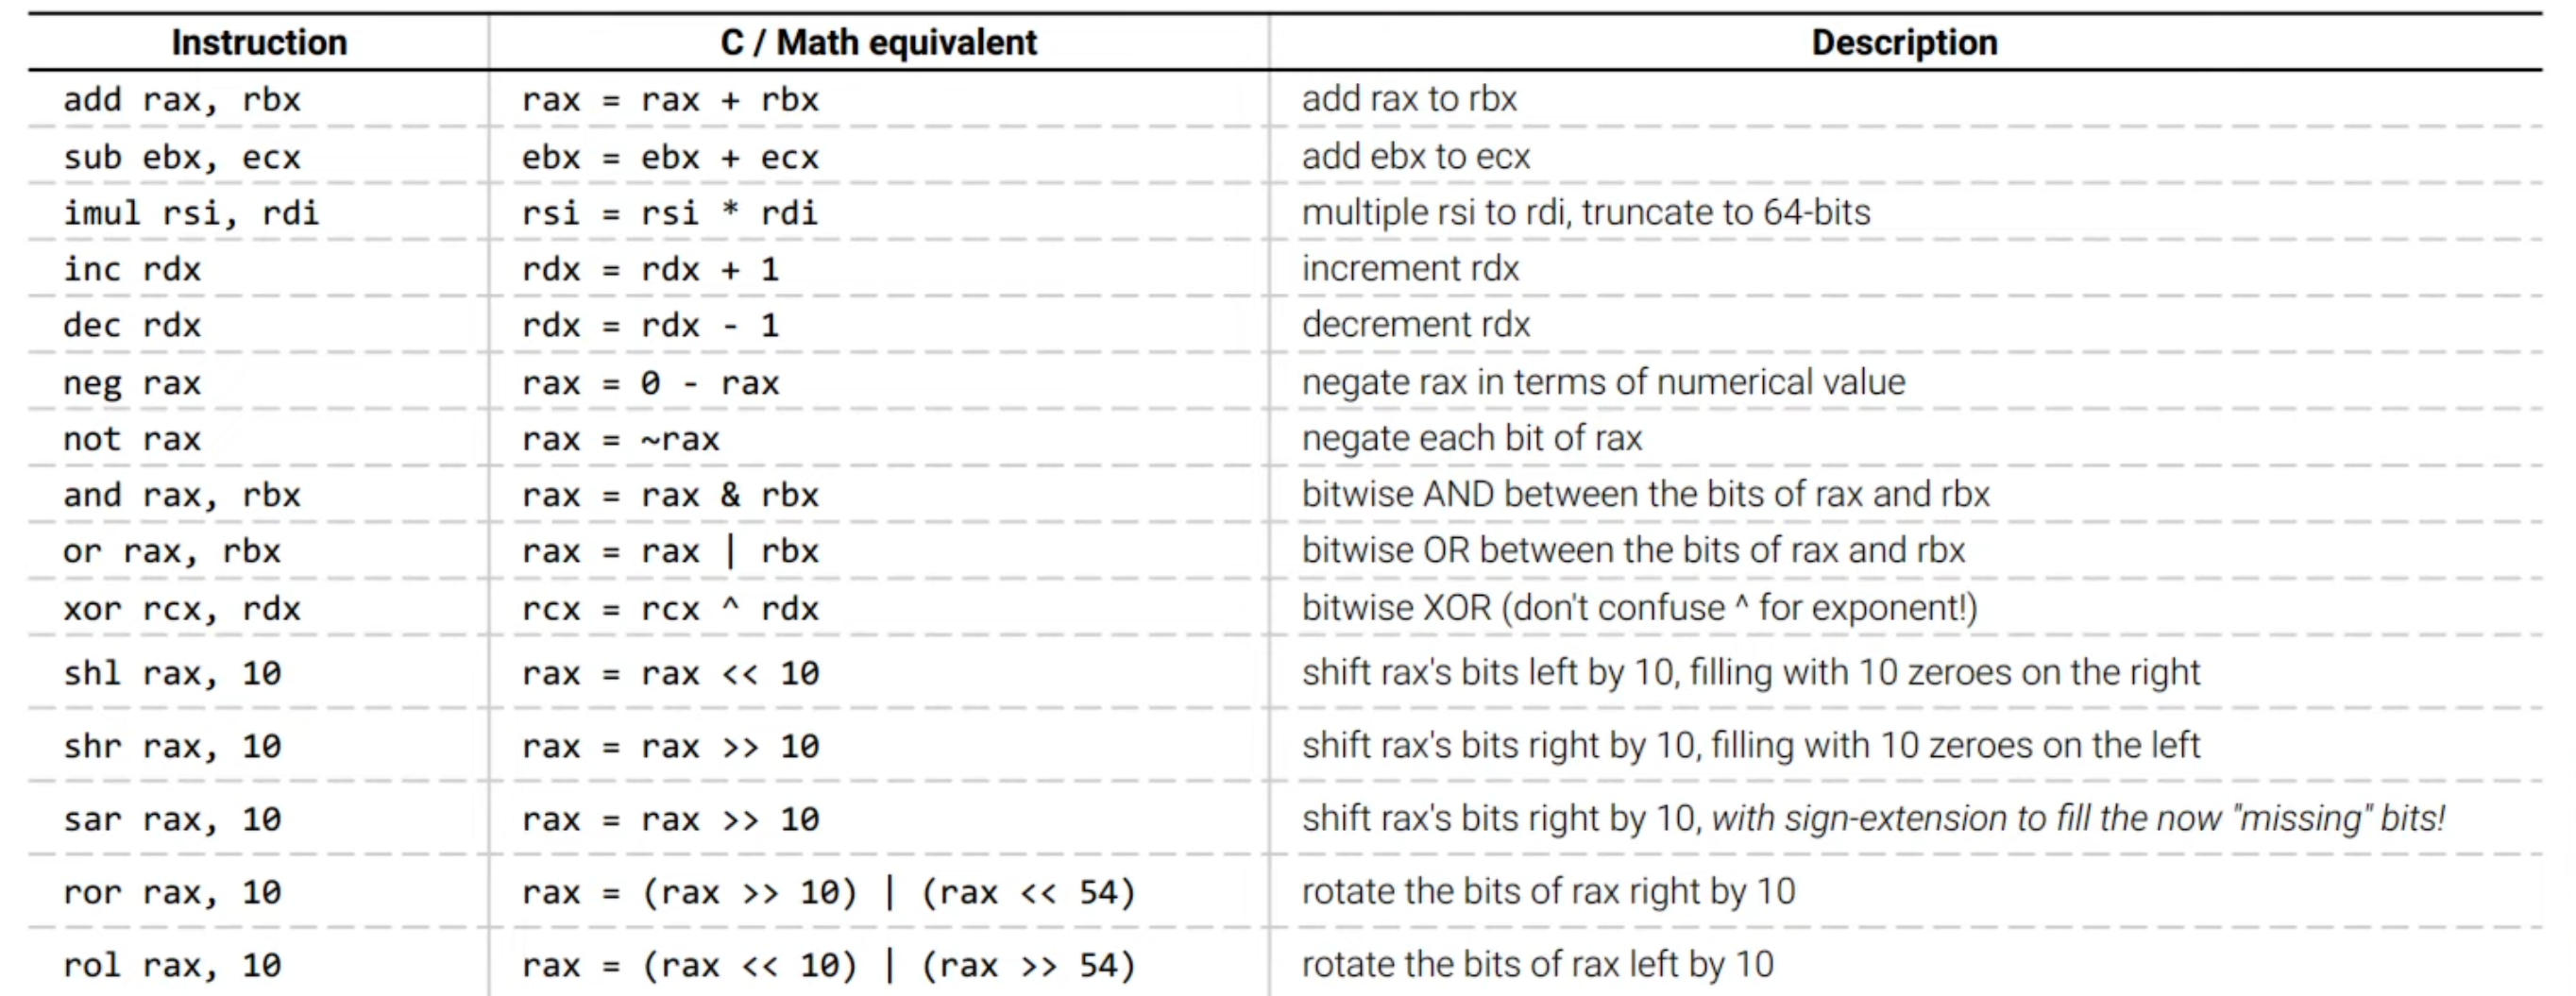 Instruction C / Math equivalent Description
add rax, rbx rax = rax + rbx add rax to rbx
sub ebx, ecx ebx = ebx + ecx add ebx to ecx
imul rsi, rdi rsi = rsi * rdi multiple rsi to rdi, truncate to 64-bits
inc rdx rdx = rdx + 1 increment rdx
dec rdx rdx = rdx - 1 decrement rdx
neg rax rax = 0 - rax negate rax in terms of numerical value
not rax rax = ~rax negate each bit of rax
and rax, rbx rax = rax & rbx bitwise AND between the bits of rax and rbx
or rax, rbx rax = rax | rbx bitwise OR between the bits of rax and rbx
xor rcx, rdx rcx = rcx ^ rdx bitwise XOR (don't confuse ^ for exponent!)
shl rax, 10 rax = rax << 10 shift rax's bits left by 10, filling with 10 zeroes on the right
shr rax, 10 rax = rax >> 10 shift rax's bits right by 10, filling with 10 zeroes on the left
sar rax, 10 rax = rax >> 10 shift rax's bits right by 10, with sign-extension to fill the now "missing" bits!
ror rax, 10 rax = (rax >> 10) | (rax << 54) rotate the bits of rax right by 10
rol rax, 10 rax = (rax << 10) | (rax >> 54) rotate the bits of rax left by 10